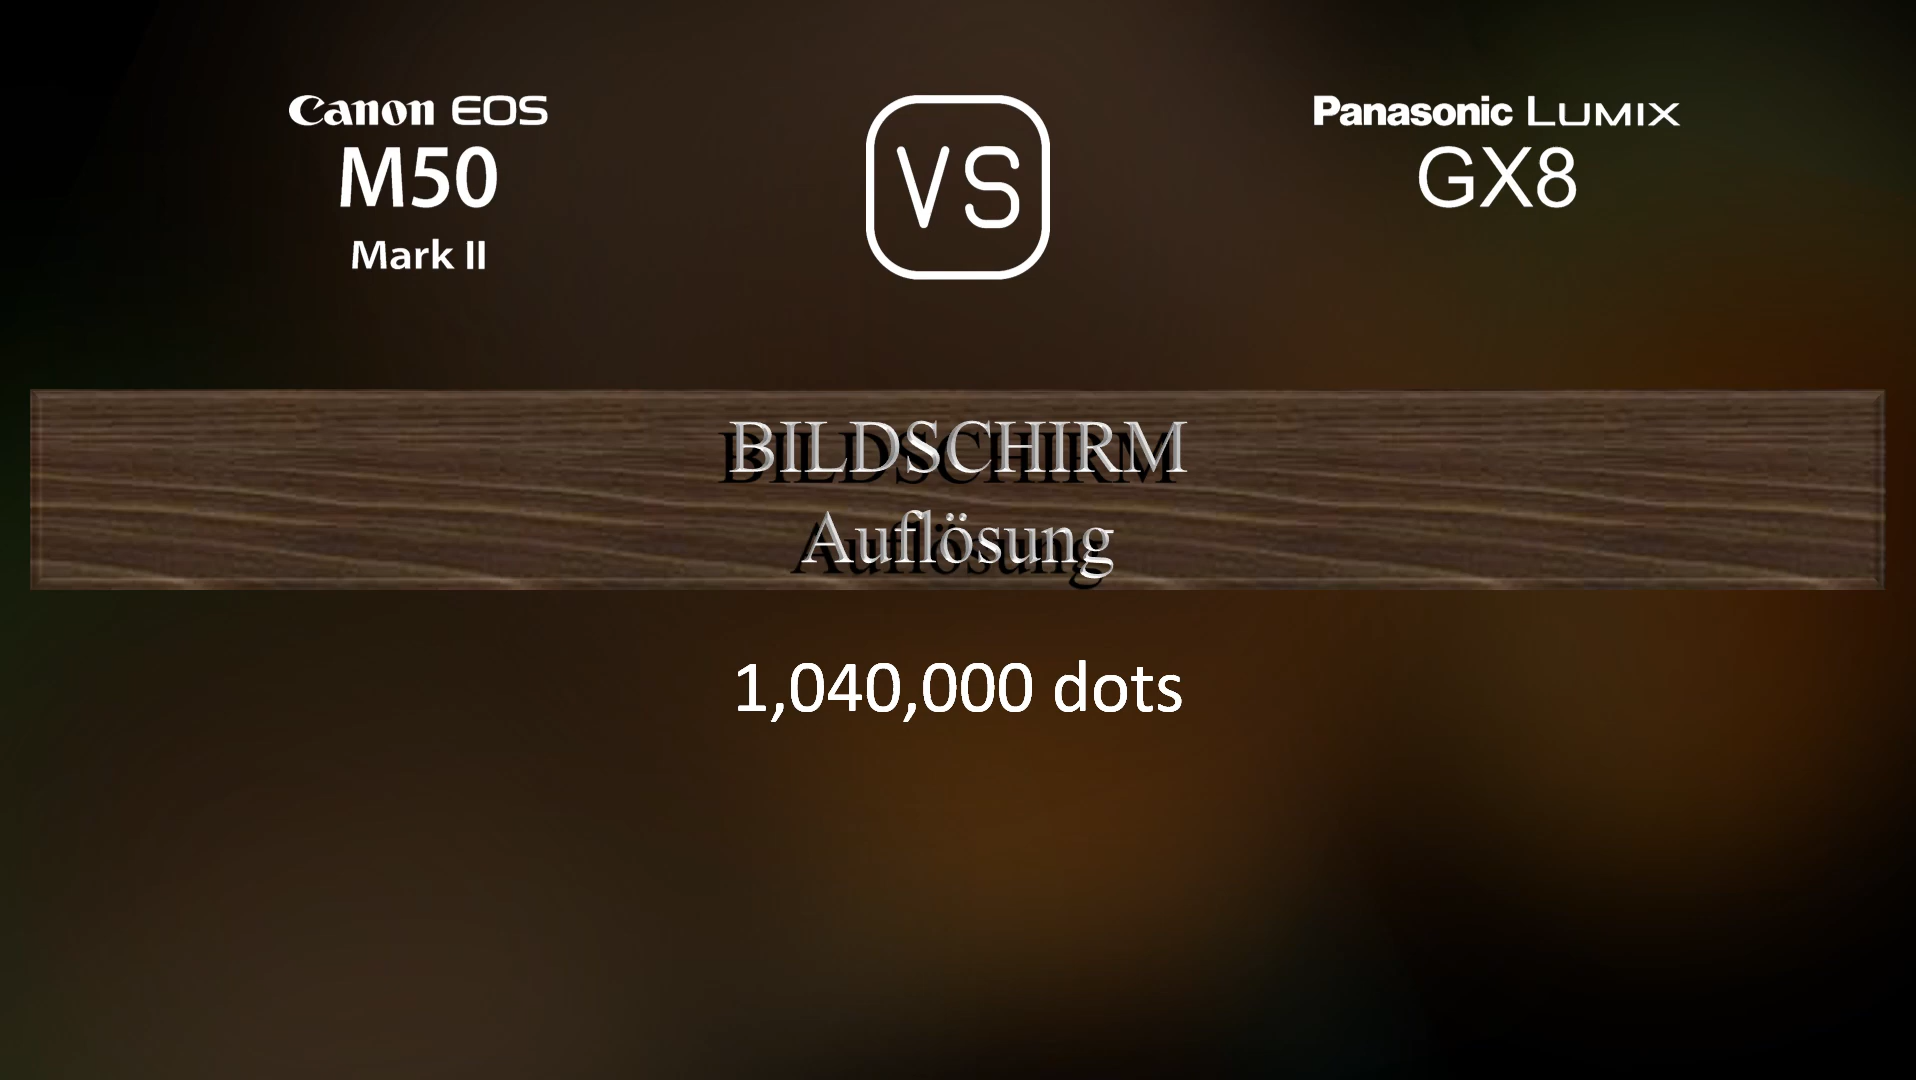 Canon EOS
M50
Mark II
VS
Panasonic LUMIX
GX8
BILDSCHIRM
Auflösung
1,040,000 dots